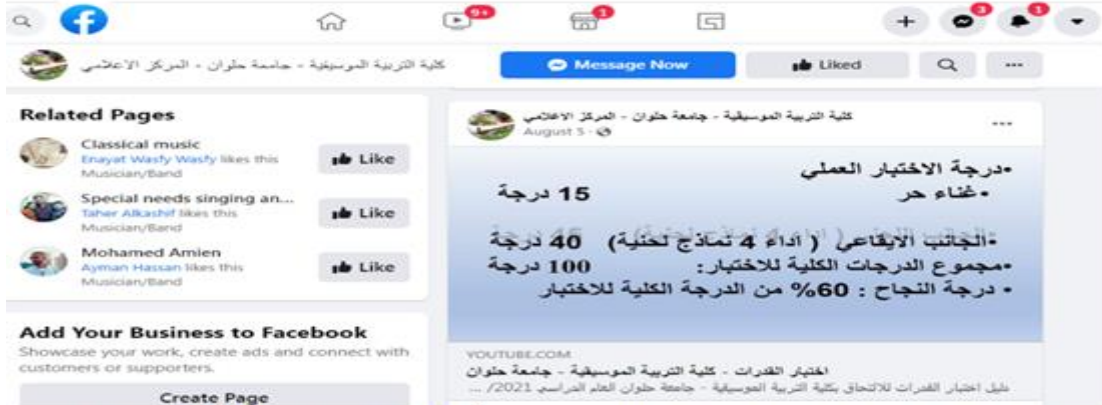 9+
1
3
1
كلية التربية الموسيقية - جامعة حلوان - المركز الاعلامي
Message Now
Liked
Related Pages
Classical music
Enayat Wasfy Wasfy likes this
Musician/Band
Like
Special needs singing an...
Taher Alkashif likes this
Musician/Band
Like
Mohamed Amien
Ayman Hassan likes this
Musician/Band
Like
Add Your Business to Facebook
Showcase your work, create ads and connect with
customers or supporters.
Create Page
كلية التربية الموسيقية - جامعة حلوان - المركز الاعلامي
August 5
•درجة الاختبار العملي
•غناء حر 15 درجة
•الجانب الايقاعي ( اداء 4 نماذج لحنية) 40 درجة
•مجموع الدرجات الكلية للاختبار: 100 درجة
• درجة النجاح : 60% من الدرجة الكلية للاختبار
YOUTUBE.COM
اختبار القدرات - كلية التربية الموسيقية - جامعة حلوان
دليل اختبار القدرات للالتحاق بكلية التربية الموسيقية - جامعة حلوان العام الدراسي 2021/ ...